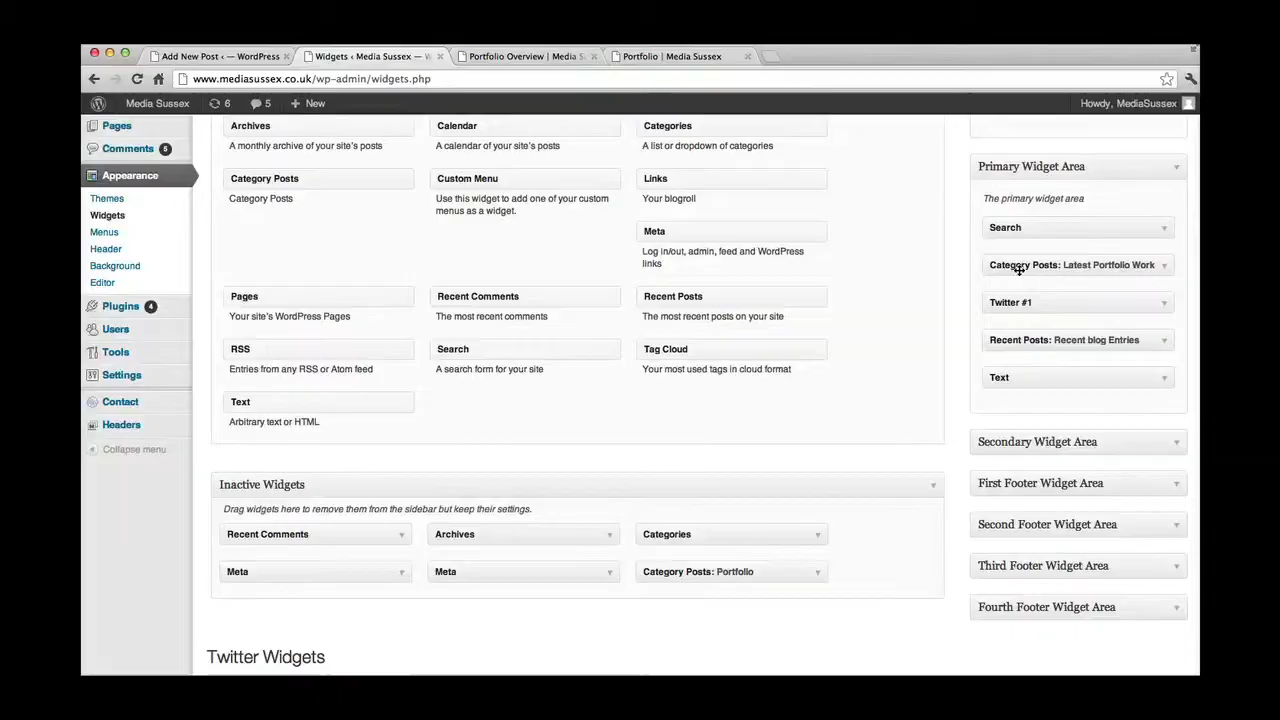 Add New Post ‹ — WordPress
Widgets ‹ Media Sussex — W
Portfolio Overview | Media S
Portfolio | Media Sussex
www.mediasussex.co.uk/wp-admin/widgets.php
Media Sussex
6
5
+ New
Howdy, MediaSussex
Pages
Comments 5
Appearance
Themes
Widgets
Menus
Header
Background
Editor
Plugins 4
Users
Tools
Settings
Contact
Headers
Collapse menu
Archives
A monthly archive of your site's posts
Calendar
A calendar of your site's posts
Categories
A list or dropdown of categories
Category Posts
Category Posts
Custom Menu
Use this widget to add one of your custom
menus as a widget.
Links
Your blogroll
Meta
Log in/out, admin, feed and WordPress
links
Pages
Your site's WordPress Pages
Recent Comments
The most recent comments
Recent Posts
The most recent posts on your site
RSS
Entries from any RSS or Atom feed
Search
A search form for your site
Tag Cloud
Your most used tags in cloud format
Text
Arbitrary text or HTML
Inactive Widgets
Drag widgets here to remove them from the sidebar but keep their settings.
Recent Comments
Archives
Categories
Meta
Meta
Category Posts: Portfolio
Twitter Widgets
Primary Widget Area
The primary widget area
Search
Category Posts: Latest Portfolio Work
Twitter #1
Recent Posts: Recent blog Entries
Text
Secondary Widget Area
First Footer Widget Area
Second Footer Widget Area
Third Footer Widget Area
Fourth Footer Widget Area